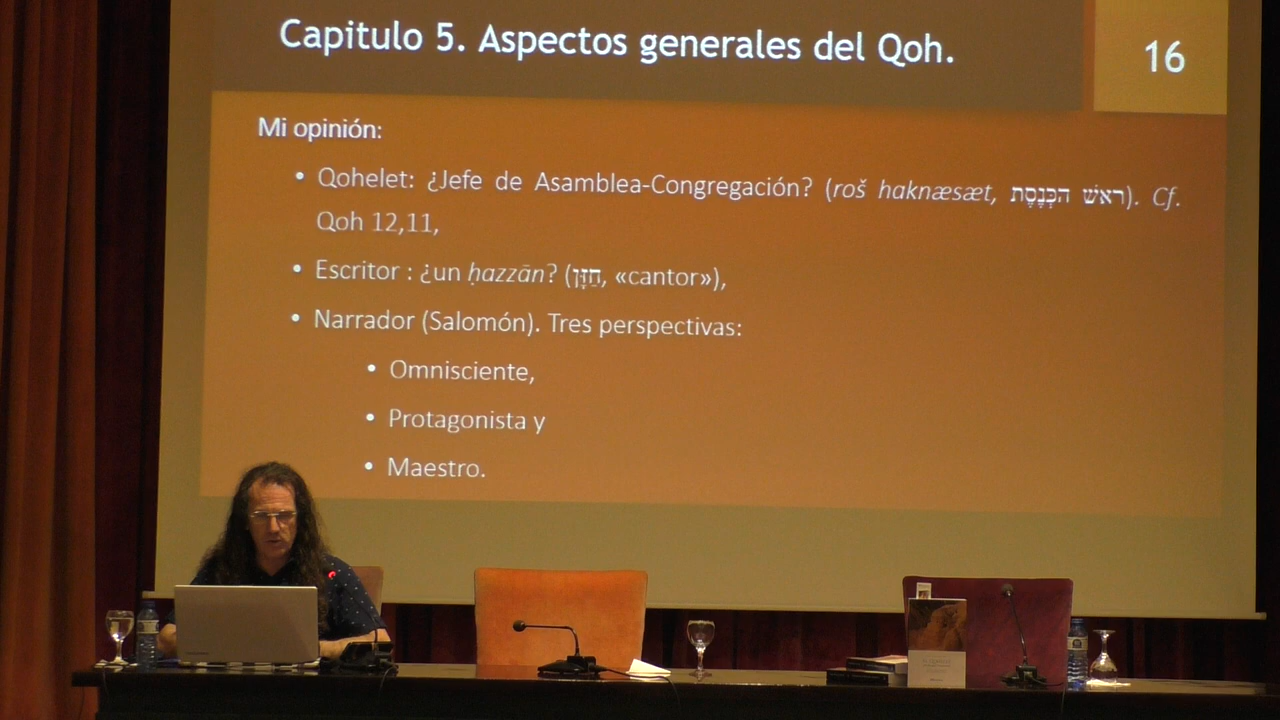 Capitulo 5. Aspectos generales del Qoh.
16
Mi opinión:
• Qohelet: ¿Jefe de Asamblea-Congregación? (roš haknæsæt, ראשׁ הכְּנֶסֶת). Cf.
Qoh 12,11,
• Escritor : ¿un ḥazzān? (חַזָּן, «cantor»),
• Narrador (Salomón). Tres perspectivas:
• Omnisciente,
• Protagonista y
• Maestro.